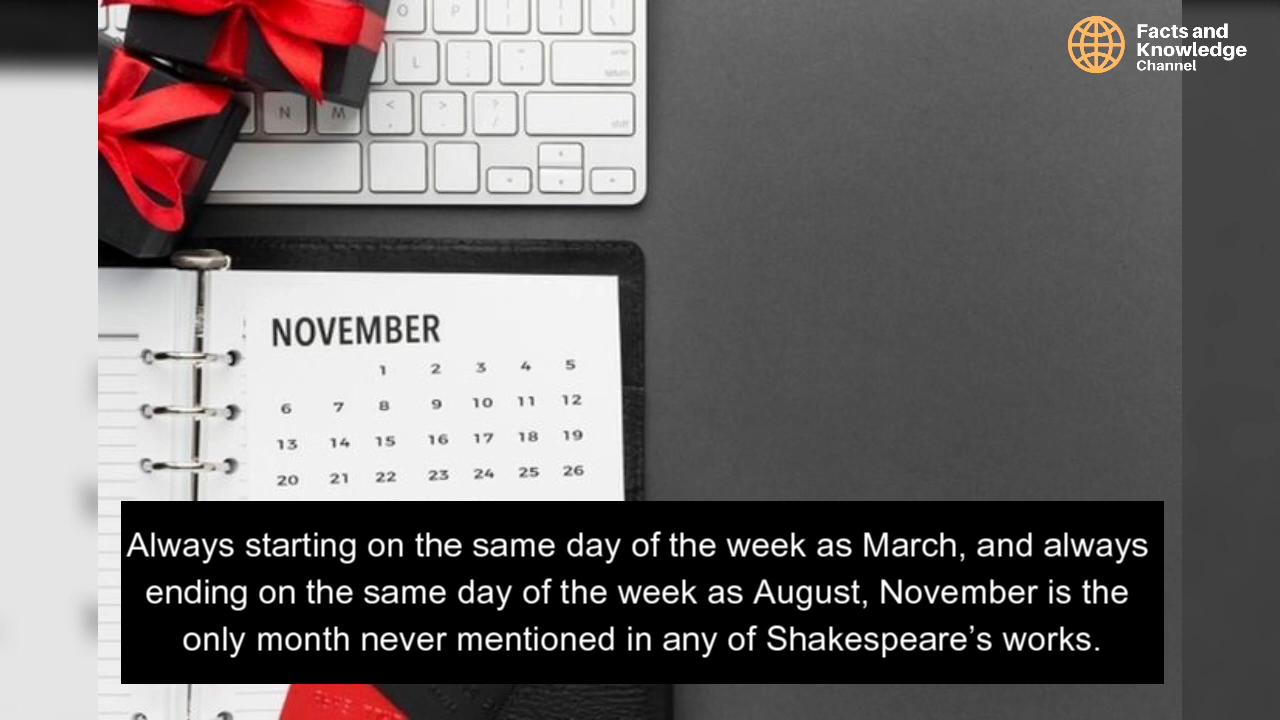 Facts and
Knowledge
Channel
O P
L
enter
return
N M < > ?
/
shift
NOVEMBER
1 2 3 4 5
6 7 8 9 10 11 12
13 14 15 16 17 18 19
20 21 22 23 24 25 26
Always starting on the same day of the week as March, and always
ending on the same day of the week as August, November is the
only month never mentioned in any of Shakespeare’s works.